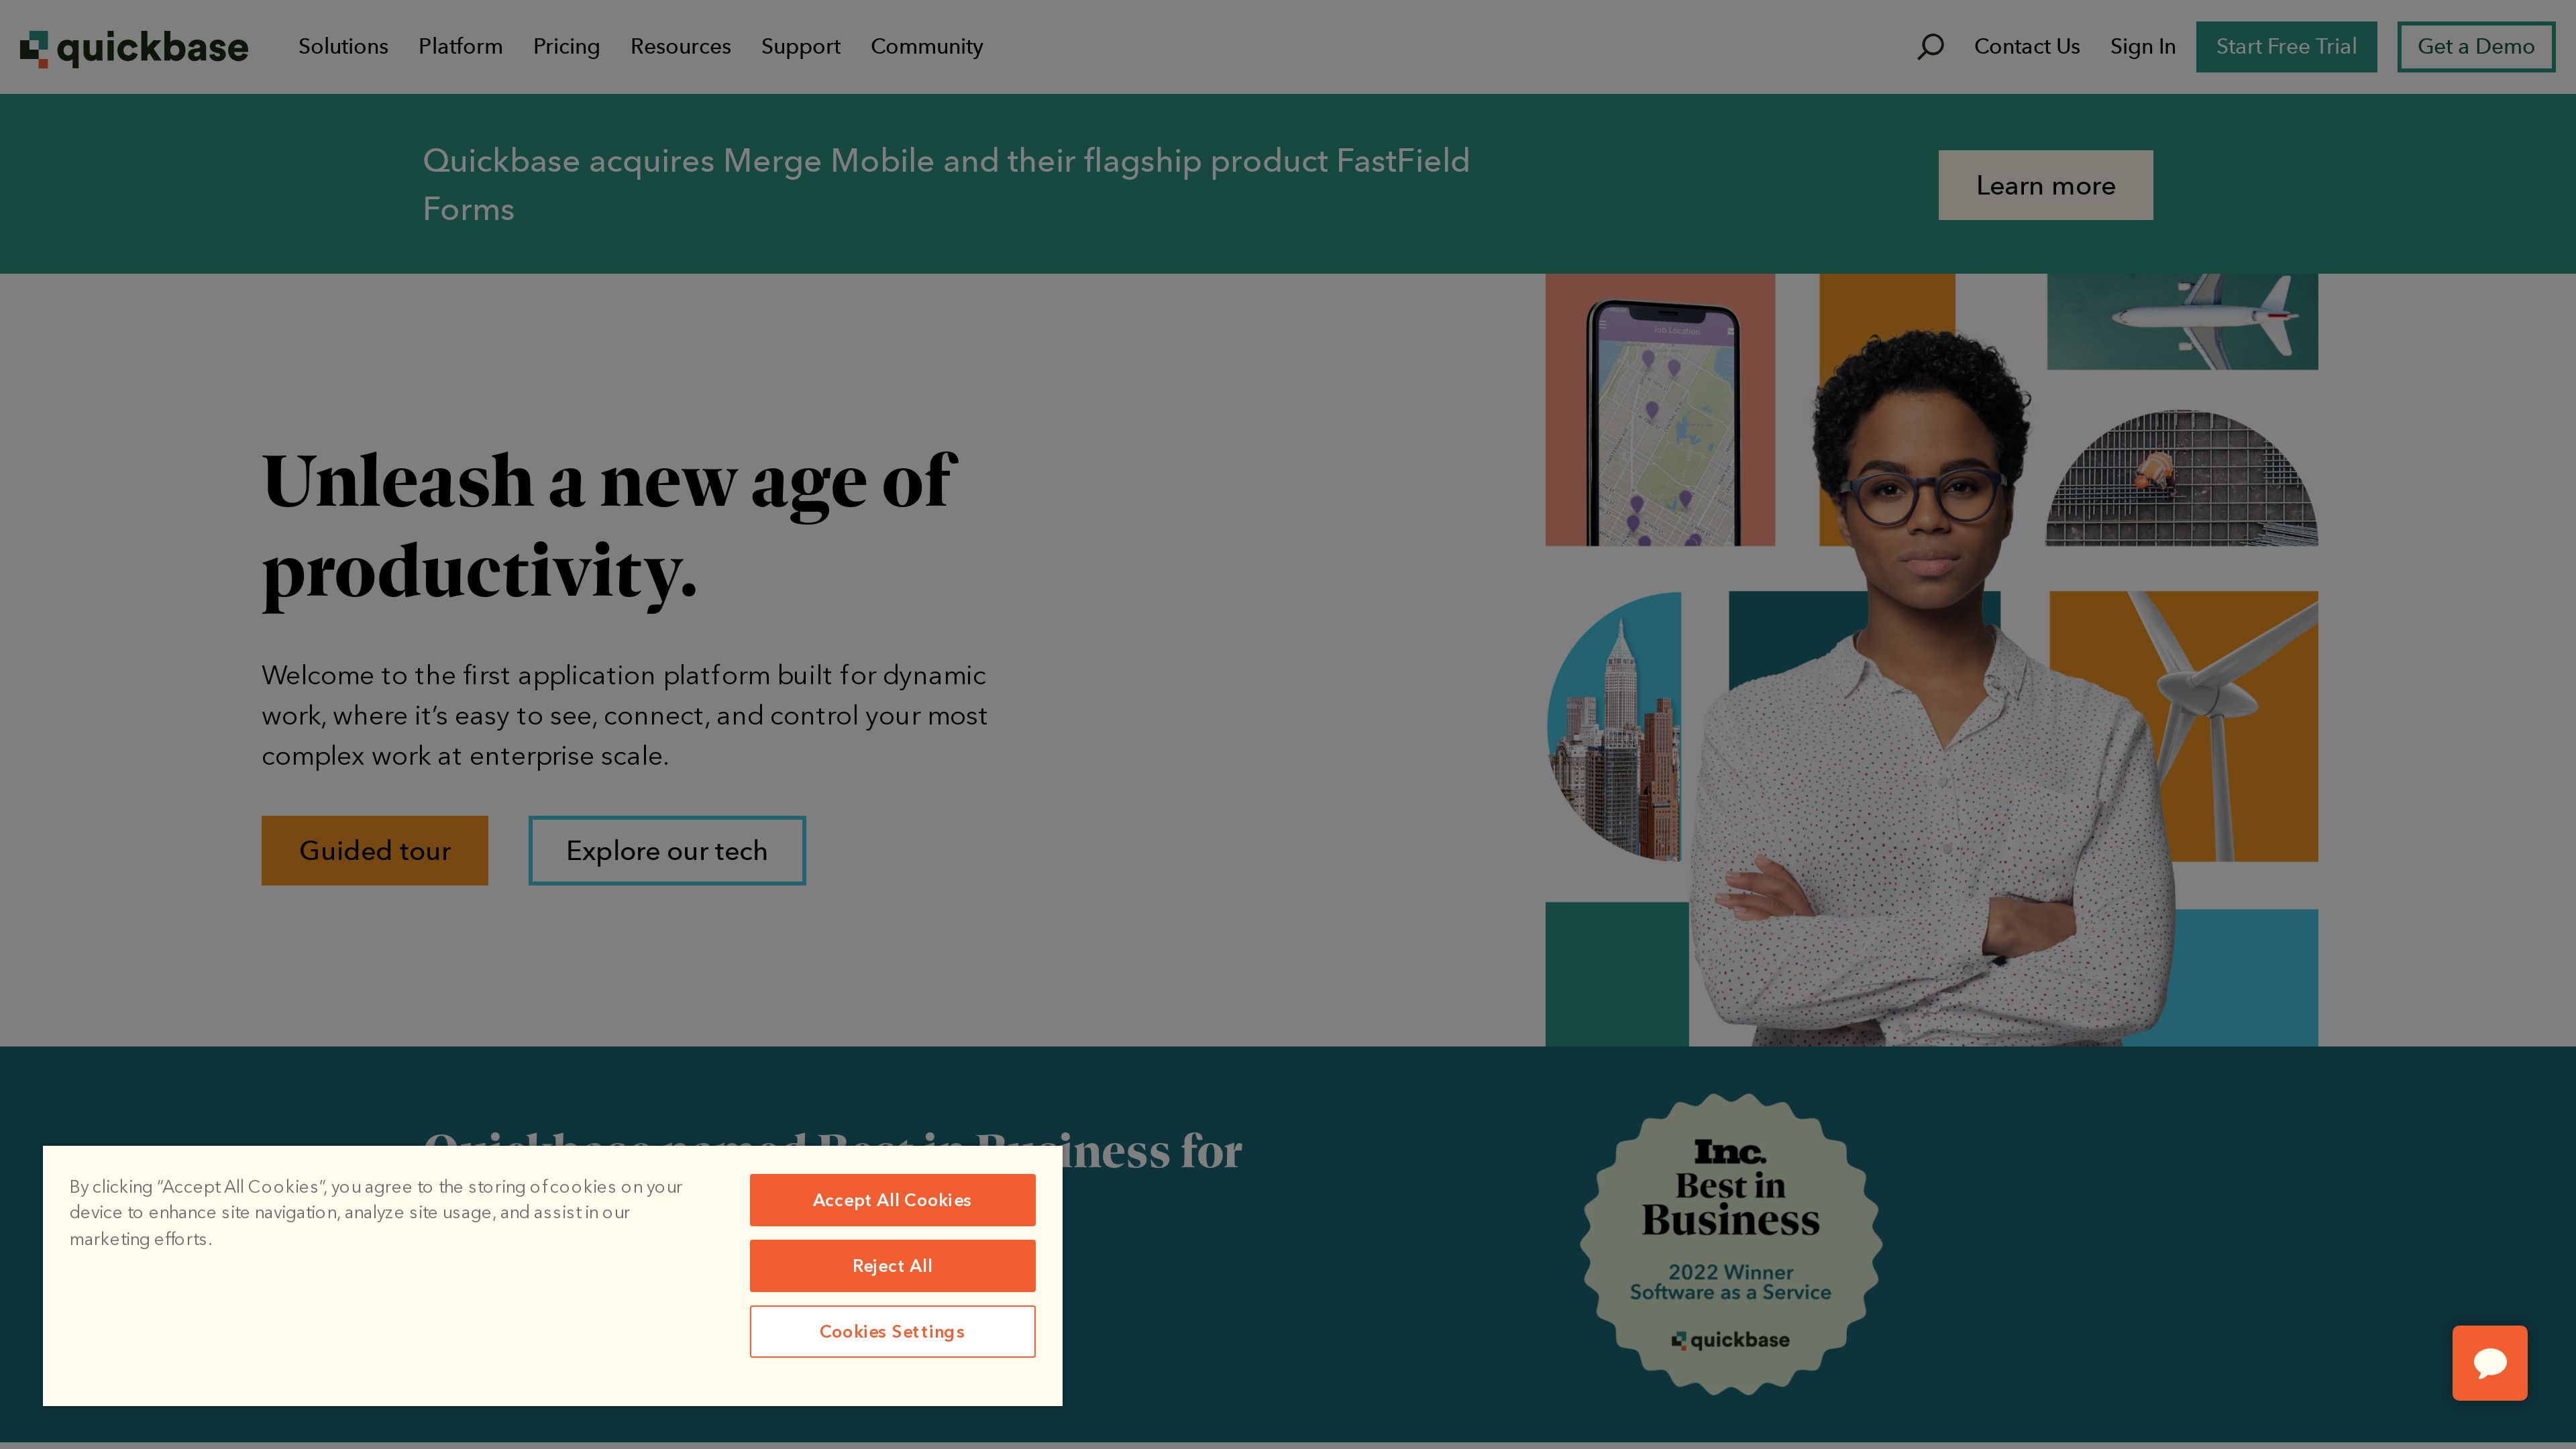 quickbase
Solutions
Platform
Pricing
Resources
Support
Community
Contact Us
Sign In
Start Free Trial
Get a Demo
Quickbase acquires Merge Mobile and their flagship product FastField
Forms
Learn more
Job Location
Unleash a new age of
productivity.
Welcome to the first application platform built for dynamic
work, where it’s easy to see, connect, and control your most
complex work at enterprise scale.
Guided tour
Explore our tech
Quickbase named Best in Business for
Inc.
Best in
Business
2022 Winner
Software as a Service
quickbase
By clicking “Accept All Cookies”, you agree to the storing of cookies on your
device to enhance site navigation, analyze site usage, and assist in our
marketing efforts.
Accept All Cookies
Reject All
Cookies Settings